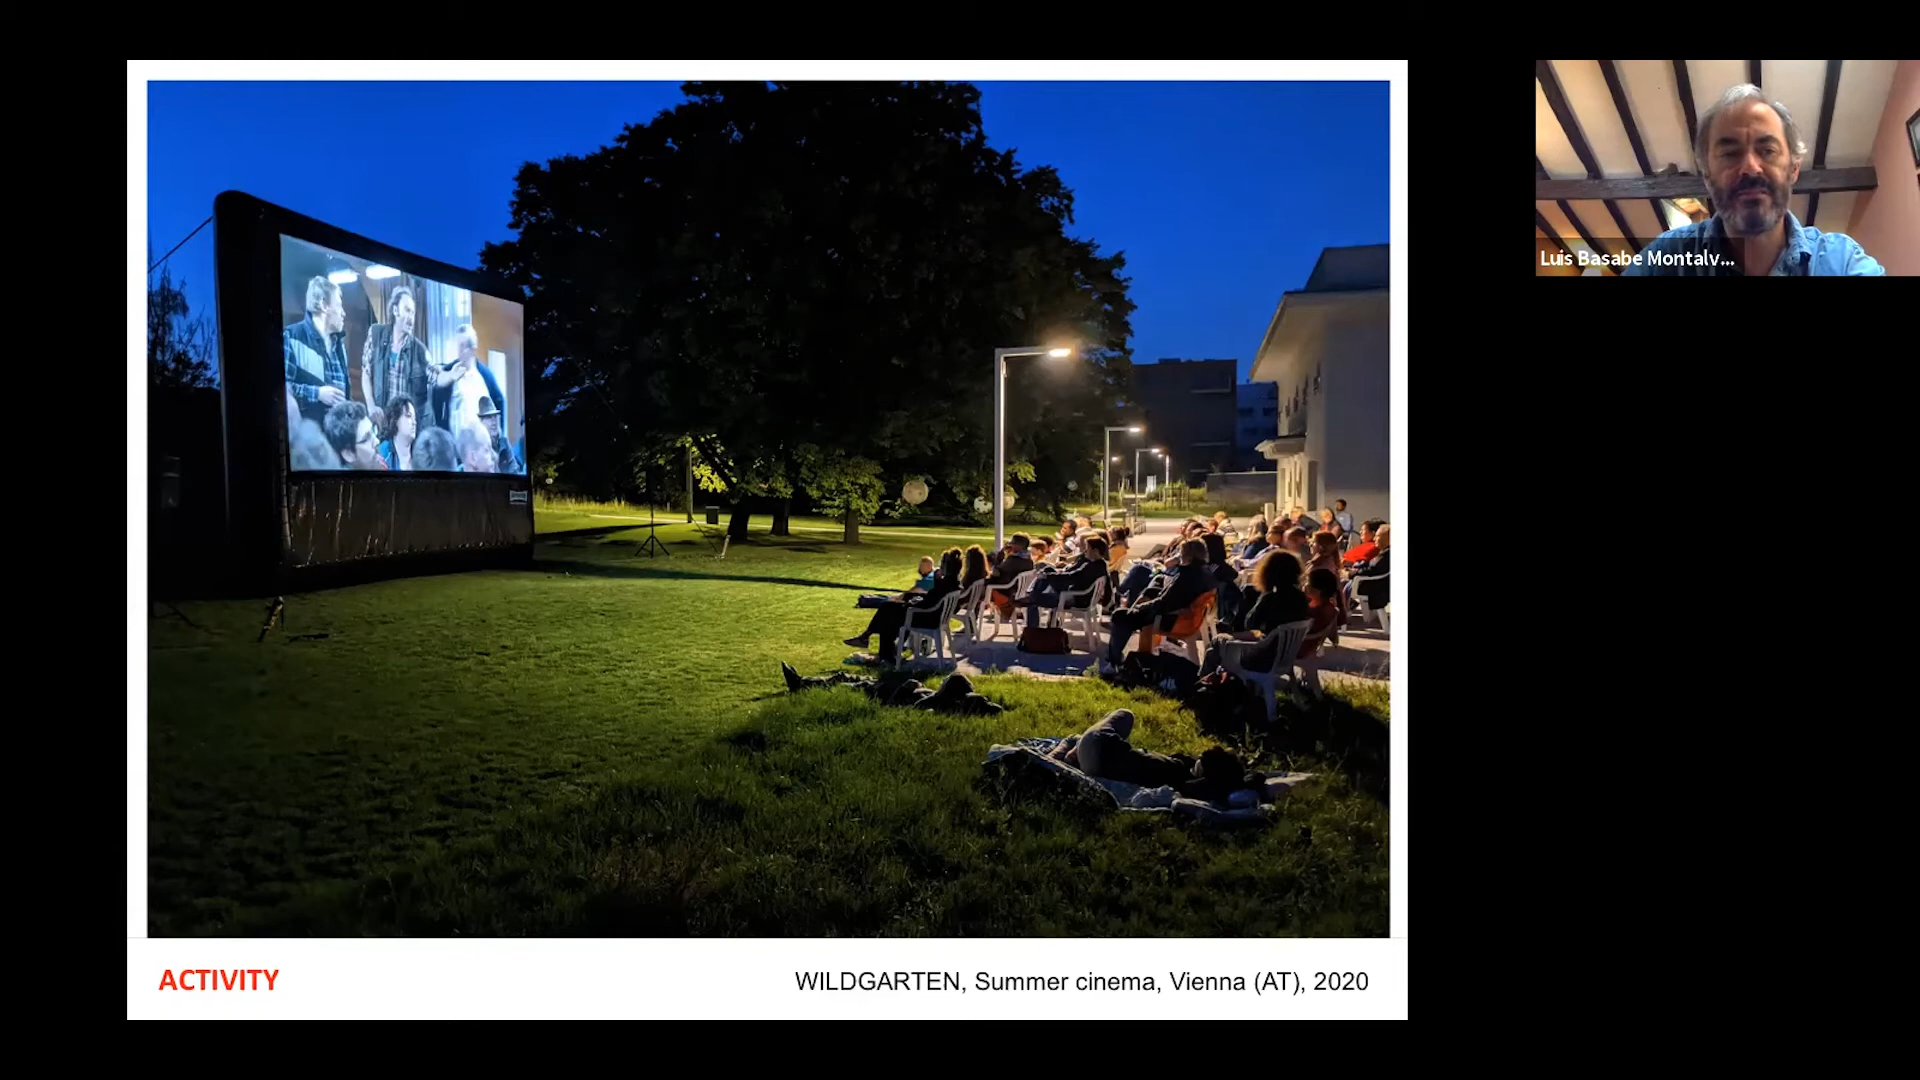 Luis Basabe Montalv...
ACTIVITY
WILDGARTEN, Summer cinema, Vienna (AT), 2020